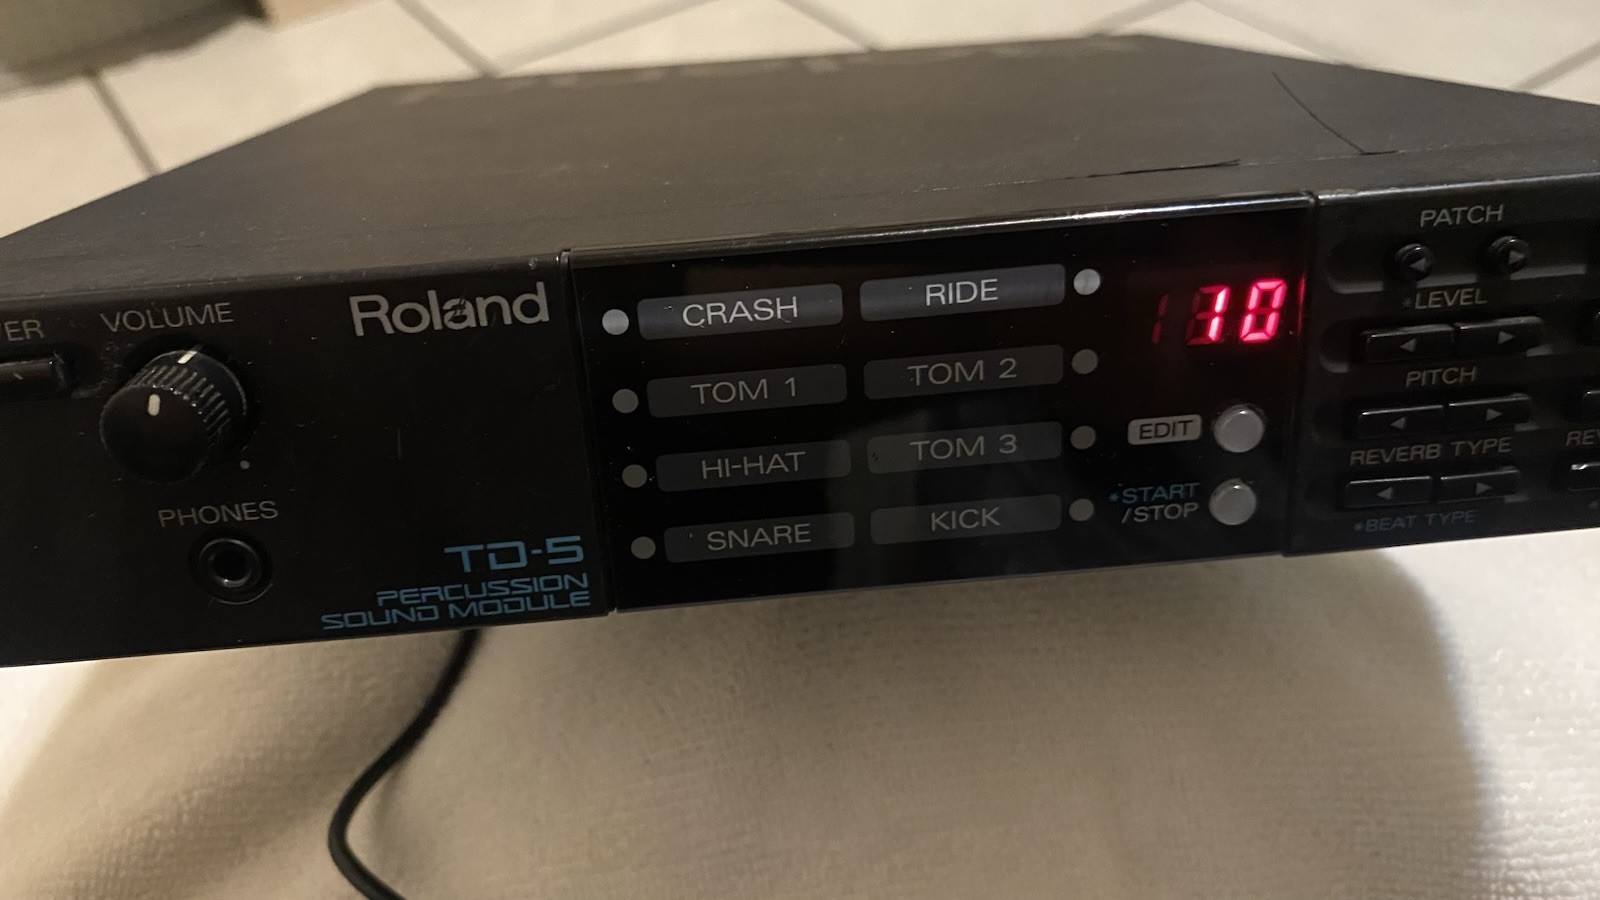 VOLUME
Roland
PHONES
TD-5
PERCUSSION
SOUND MODULE
CRASH
RIDE
TOM 1
TOM 2
HI-HAT
TOM 3
SNARE
KICK
10
EDIT
*START
/STOP
PATCH
*LEVEL
PITCH
REVERB TYPE
*BEAT TYPE